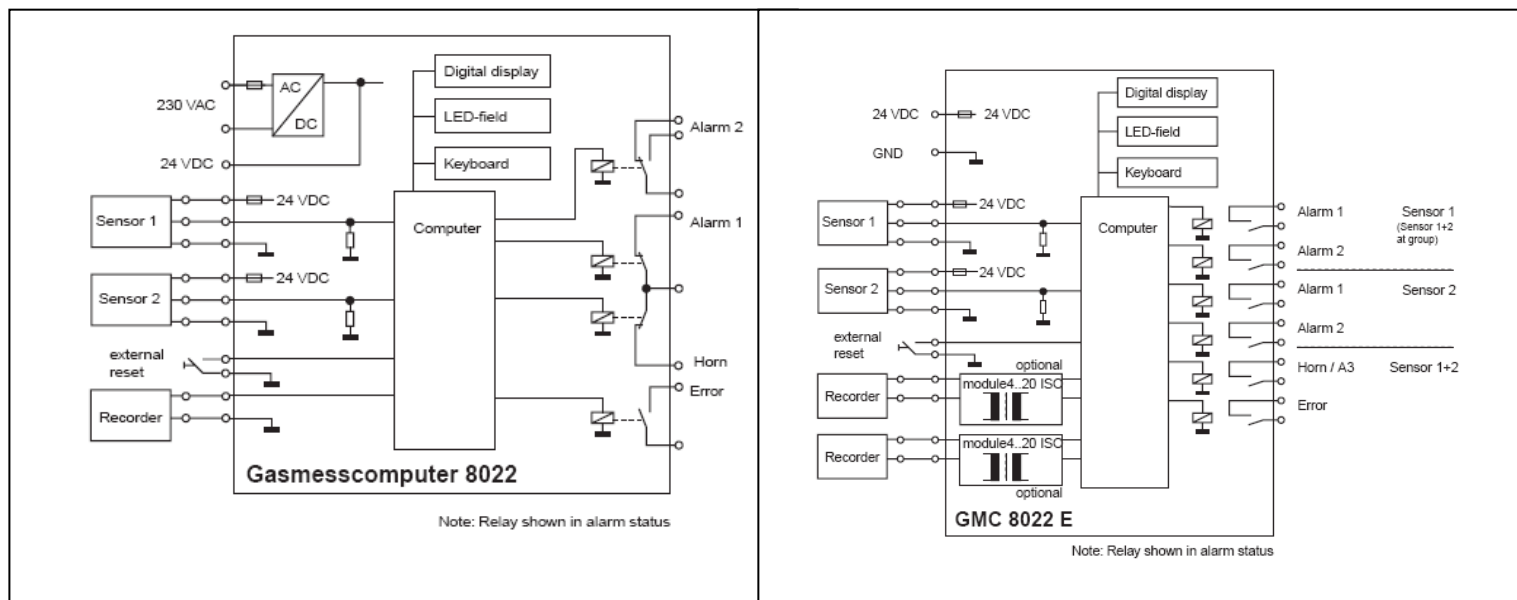 Digital display
AC
230 VAC
LED-field
DC
Alarm 2
24 VDC
Keyboard
24 VDC
Sensor 1
Computer
Alarm 1
24 VDC
Sensor 2
external
reset
Horn
Error
Recorder
Gasmesscomputer 8022
Note: Relay shown in alarm status
Digital display
24 VDC 24 VDC
LED-field
GND
Keyboard
24 VDC
Sensor 1
Computer
Alarm 1 Sensor 1
(Sensor 1+2
at group)
Alarm 2
24 VDC
Sensor 2
Alarm 1 Sensor 2
Alarm 2
external
reset
optional
Horn / A3 Sensor 1+2
module4..20 ISC
Recorder
Error
module4..20 ISC
Recorder
optional
GMC 8022 E
Note: Relay shown in alarm status